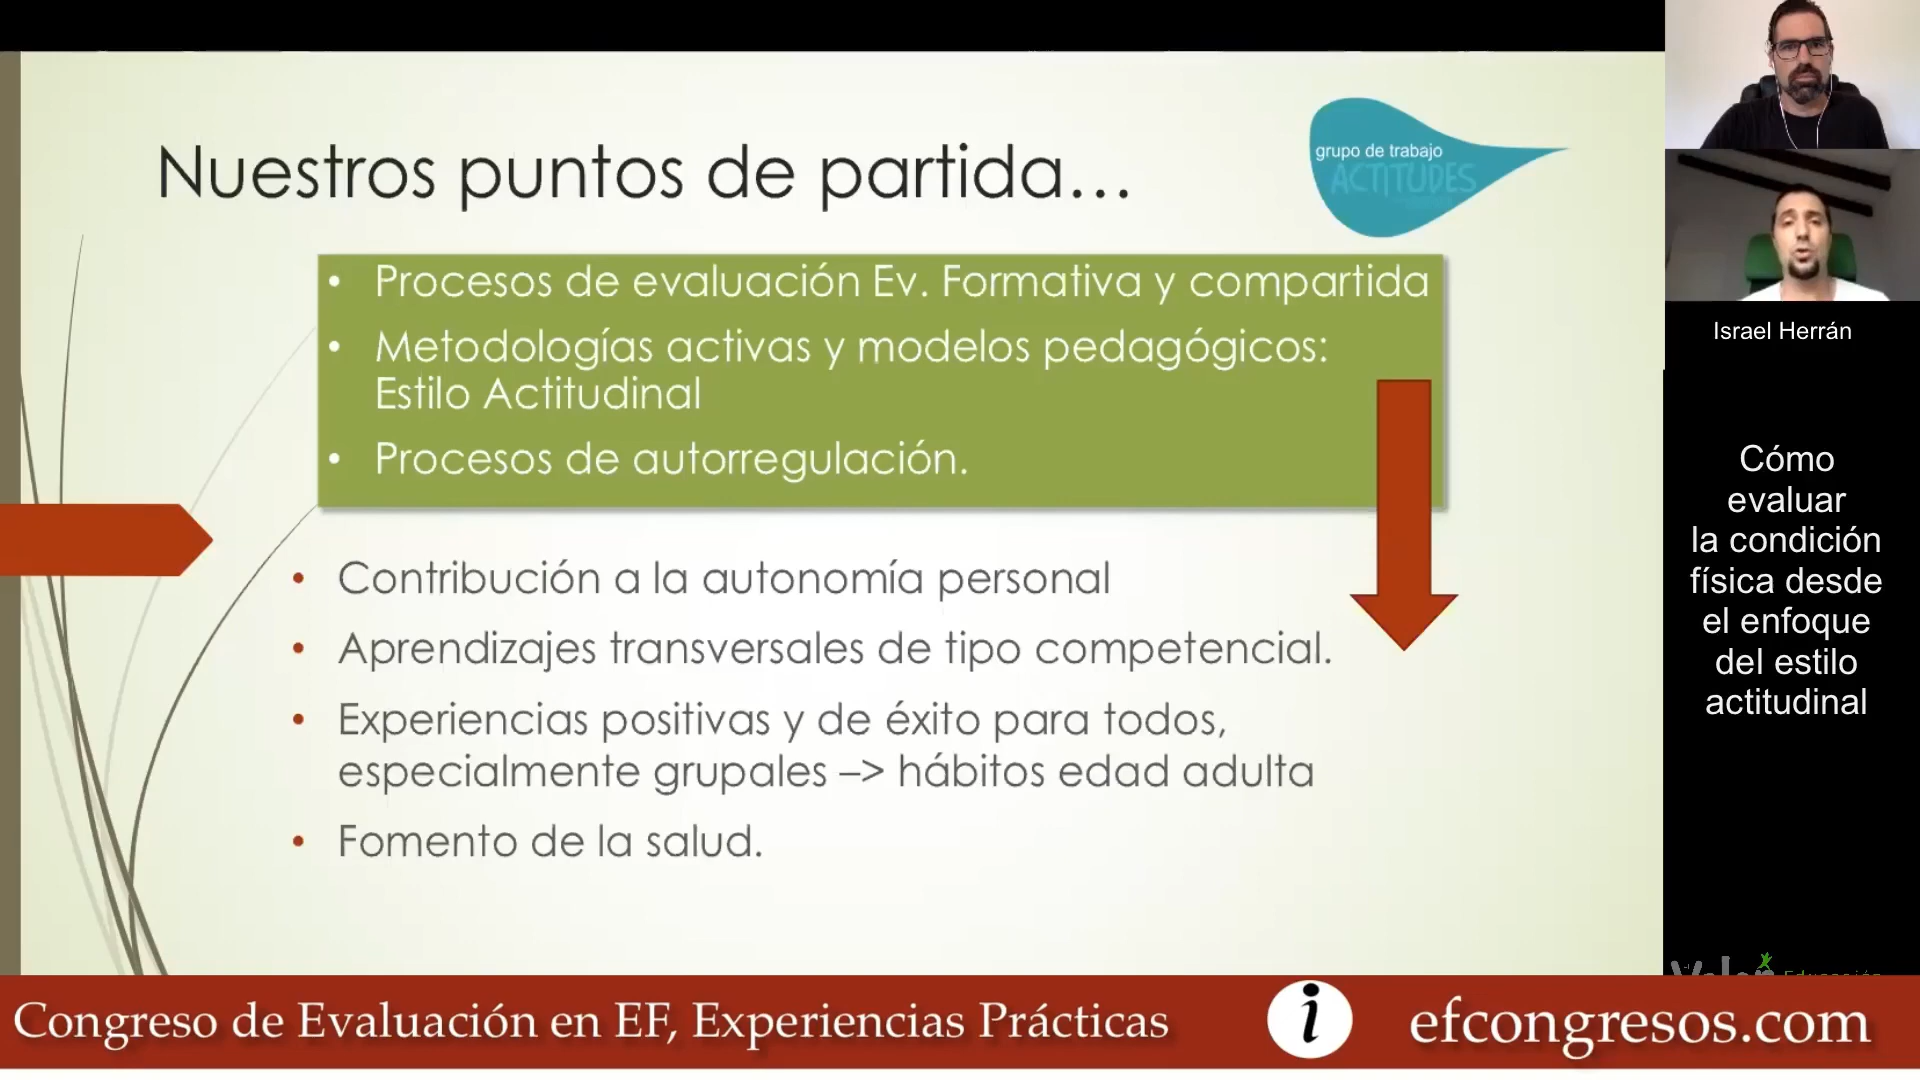 Nuestros puntos de partida...
grupo de trabajo
ACTITUDES
• Procesos de evaluación Ev. Formativa y compartida
• Metodologías activas y modelos pedagógicos:
Estilo Actitudinal
• Procesos de autorregulación.
• Contribución a la autonomía personal
• Aprendizajes transversales de tipo competencial.
• Experiencias positivas y de éxito para todos,
especialmente grupales –> hábitos edad adulta
• Fomento de la salud.
Israel Herrán
Cómo
evaluar
la condición
física desde
el enfoque
del estilo
actitudinal
Congreso de Evaluación en EF, Experiencias Prácticas
i
efcongresos.com